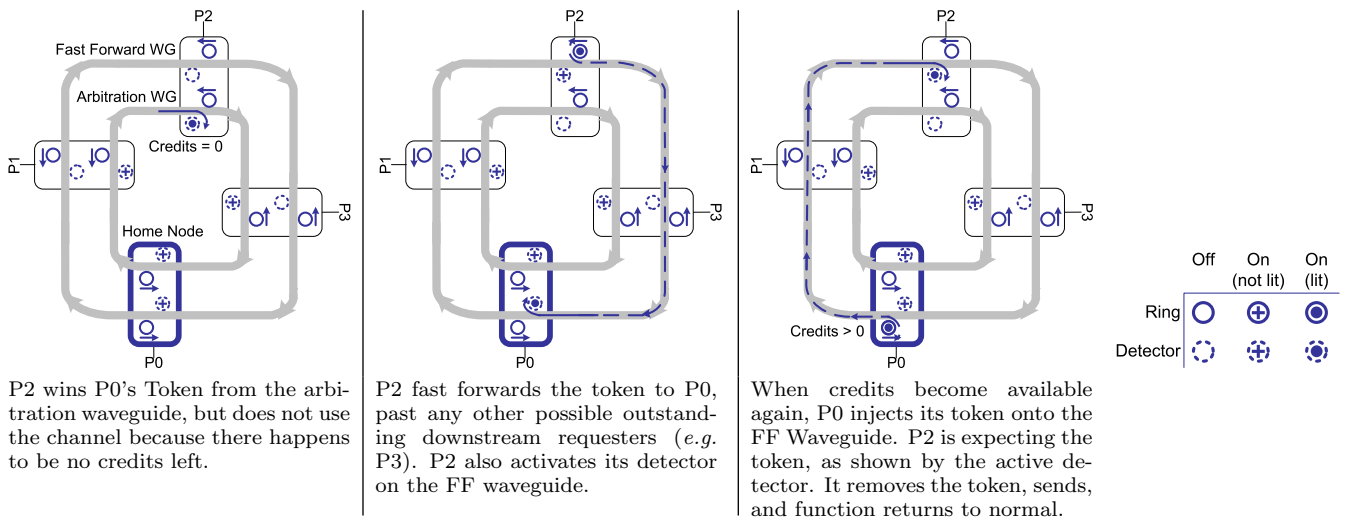 P2
Fast Forward WG
Arbitration WG
Credits = 0
P1
P3
Home Node
P0
P2 wins P0's Token from the arbi-
tration waveguide, but does not use
the channel because there happens
to be no credits left.
P2
P1
P3
P0
P2 fast forwards the token to P0,
past any other possible outstand-
ing downstream requesters (e.g.
P3). P2 also activates its detector
on the FF waveguide.
P2
P1
P3
Credits > 0
P0
When credits become available
again, P0 injects its token onto the
FF Waveguide. P2 is expecting the
token, as shown by the active de-
tector. It removes the token, sends,
and function returns to normal.
Off On On
(not lit) (lit)
Ring
Detector